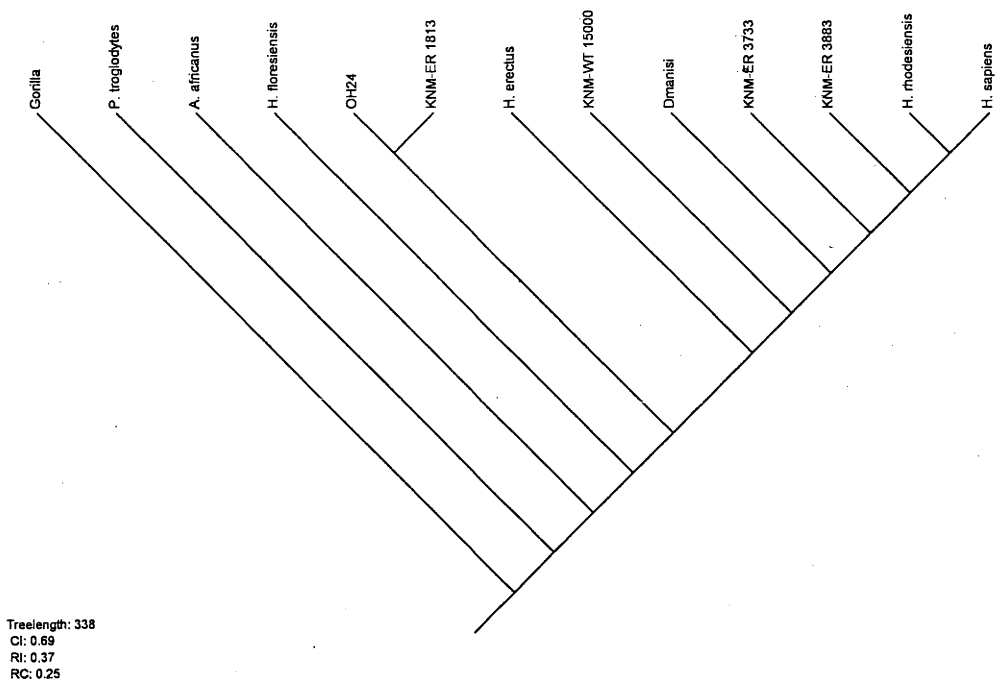 Gorilla
P. troglodytes
A. africanus
H. floresiensis
OH24
KNM-ER 1813
H. erectus
KNM-WT 15000
Dmanisi
KNM-ER 3733
KNM-ER 3883
H. rhodesiensis
H. sapiens
Treelength: 338
CI: 0.69
RI: 0.37
RC: 0.25